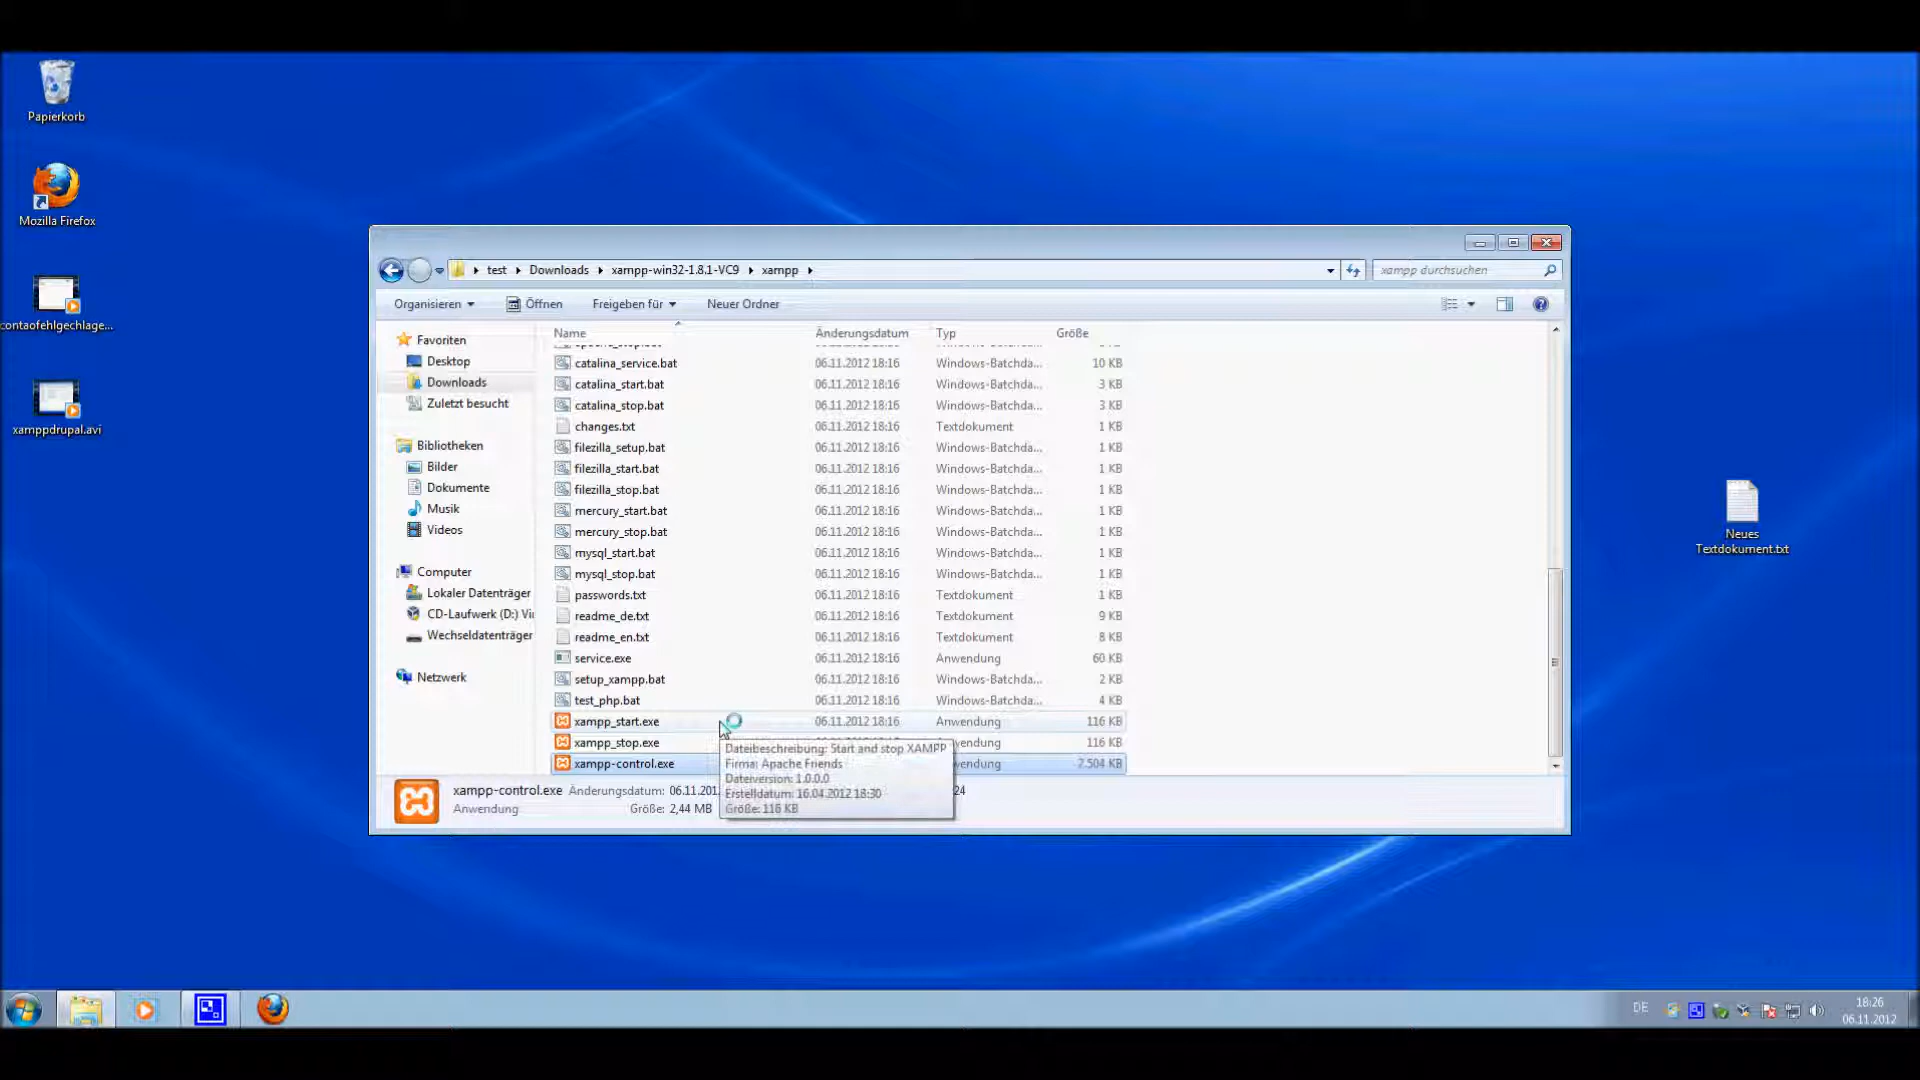 Papierkorb
Mozilla Firefox
contaofehlgechlage...
xamppdrupal.avi
Neues
Textdokument.txt
test Downloads xampp-win32-1.8.1-VC9 xampp
xampp durchsuchen
Organisieren Öffnen Freigeben für Neuer Ordner
Favoriten
Desktop
Downloads
Zuletzt besucht
Bibliotheken
Bilder
Dokumente
Musik
Videos
Computer
Lokaler Datenträger
CD-Laufwerk (D:) Vi
Wechseldatenträger
Netzwerk
Name Änderungsdatum Typ Größe
catalina_service.bat 06.11.2012 18:16 Windows-Batchda... 10 KB
catalina_start.bat 06.11.2012 18:16 Windows-Batchda... 3 KB
catalina_stop.bat 06.11.2012 18:16 Windows-Batchda... 3 KB
changes.txt 06.11.2012 18:16 Textdokument 1 KB
filezilla_setup.bat 06.11.2012 18:16 Windows-Batchda... 1 KB
filezilla_start.bat 06.11.2012 18:16 Windows-Batchda... 1 KB
filezilla_stop.bat 06.11.2012 18:16 Windows-Batchda... 1 KB
mercury_start.bat 06.11.2012 18:16 Windows-Batchda... 1 KB
mercury_stop.bat 06.11.2012 18:16 Windows-Batchda... 1 KB
mysql_start.bat 06.11.2012 18:16 Windows-Batchda... 1 KB
mysql_stop.bat 06.11.2012 18:16 Windows-Batchda... 1 KB
passwords.txt 06.11.2012 18:16 Textdokument 1 KB
readme_de.txt 06.11.2012 18:16 Textdokument 9 KB
readme_en.txt 06.11.2012 18:16 Textdokument 8 KB
service.exe 06.11.2012 18:16 Anwendung 60 KB
setup_xampp.bat 06.11.2012 18:16 Windows-Batchda... 2 KB
test_php.bat 06.11.2012 18:16 Windows-Batchda... 4 KB
xampp_start.exe 06.11.2012 18:16 Anwendung 116 KB
xampp_stop.exe wendung 116 KB
xampp-control.exe wendung 2.504 KB
Dateibeschreibung: Start and stop XAMPP
Firma: Apache Friends
Dateiversion: 1.0.0.0
Erstelldatum: 16.04.2012 18:30
Größe: 116 KB
xampp-control.exe Änderungsdatum: 06.11.201 24
Anwendung Größe: 2,44 MB
DE
18:26
06.11.2012